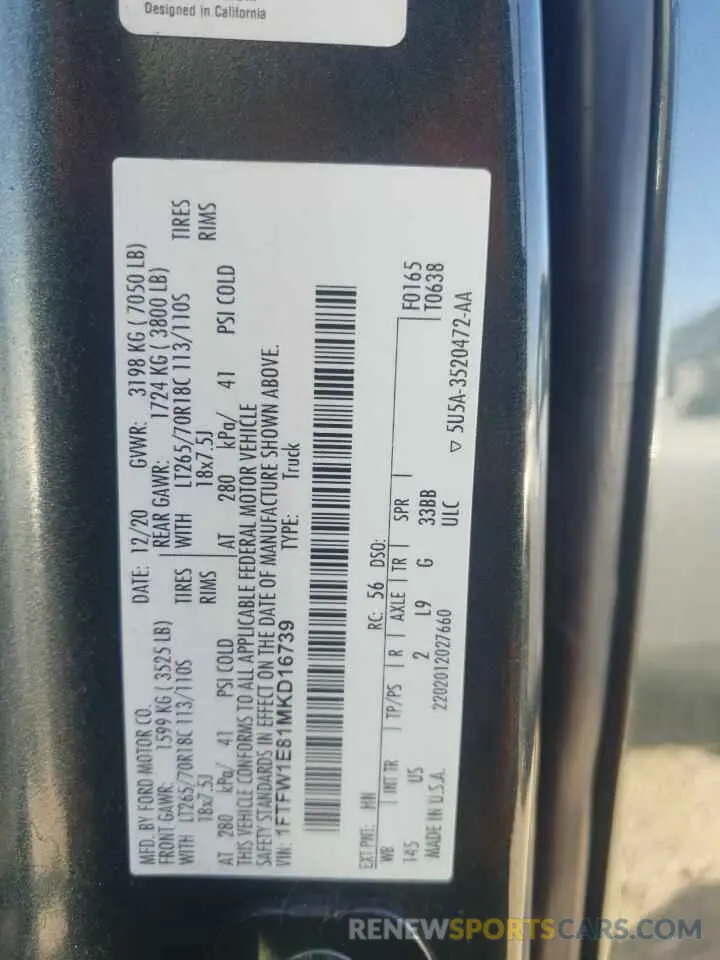 Designed in California
MFD. BY FORD MOTOR CO. DATE: 12/20 GVWR: 3198 KG ( 7050 LB)
FRONT GAWR: 1599 KG ( 3525 LB) REAR GAWR: 1724 KG ( 3800 LB)
WITH LT265/70R18C 113/110S TIRES WITH LT265/70R18C 113/110S TIRES
18x7.5J RIMS 18x7.5J RIMS
AT 280 kPa/ 41 PSI COLD AT 280 kPa/ 41 PSI COLD
THIS VEHICLE CONFORMS TO ALL APPLICABLE FEDERAL MOTOR VEHICLE
SAFETY STANDARDS IN EFFECT ON THE DATE OF MANUFACTURE SHOWN ABOVE.
VIN: 1FTFW1E81MKD16739 TYPE: Truck
EXT PNT: HN RC: 56 DSO:
WB INT TR TP/PS R AXLE TR SPR F0165
145 US 2 L9 G 33BB T0638
ULC
MADE IN U.S.A. 2202012027660 ▽ 5U5A-3520472-AA
RENEWSPORTSCARS.COM